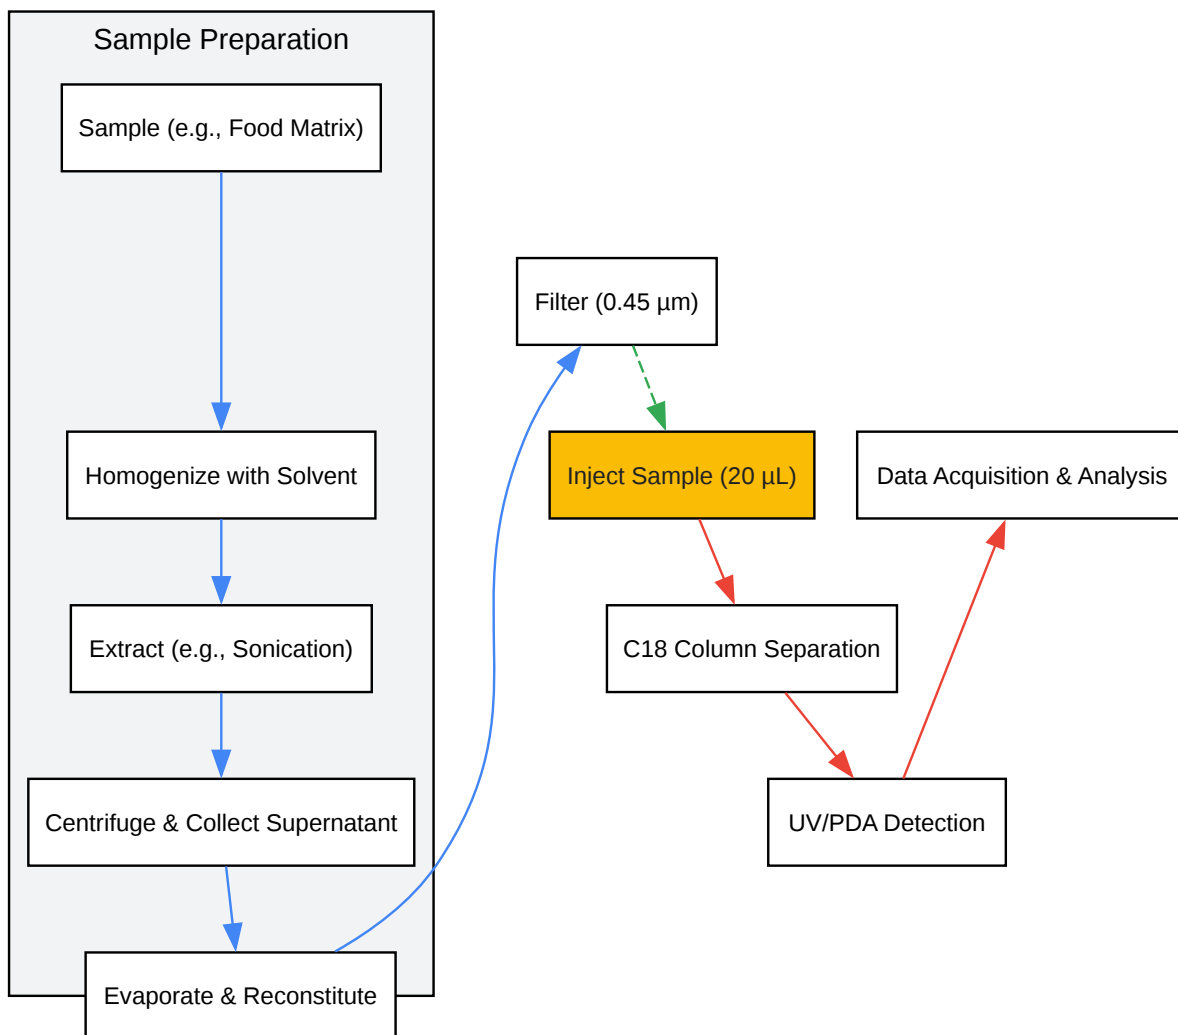 Sample Preparation
Sample (e.g., Food Matrix)
Homogenize with Solvent
Extract (e.g., Sonication)
Centrifuge & Collect Supernatant
Evaporate & Reconstitute
Filter (0.45 µm)
Inject Sample (20 µL)
C18 Column Separation
UV/PDA Detection
Data Acquisition & Analysis